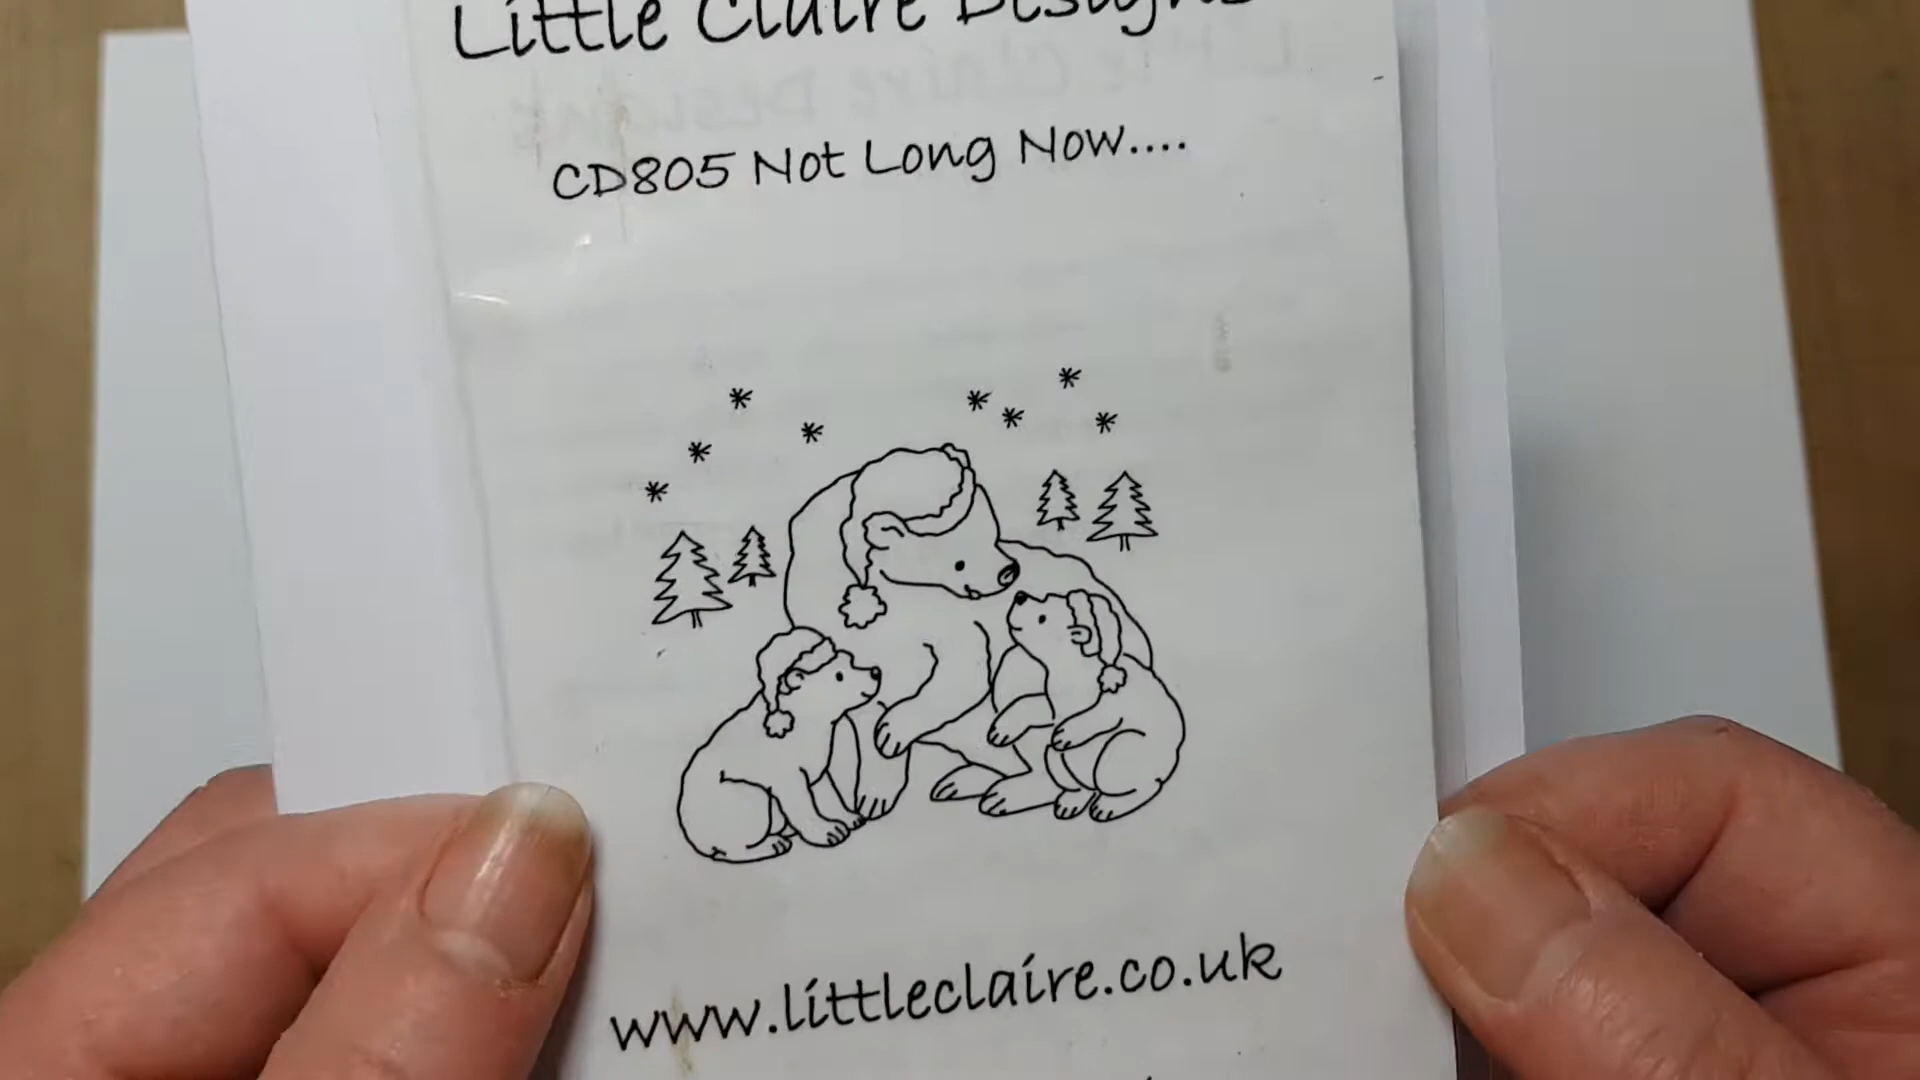 Little Claire Designs
CD805 Not Long Now....
www.littleclaire.co.uk